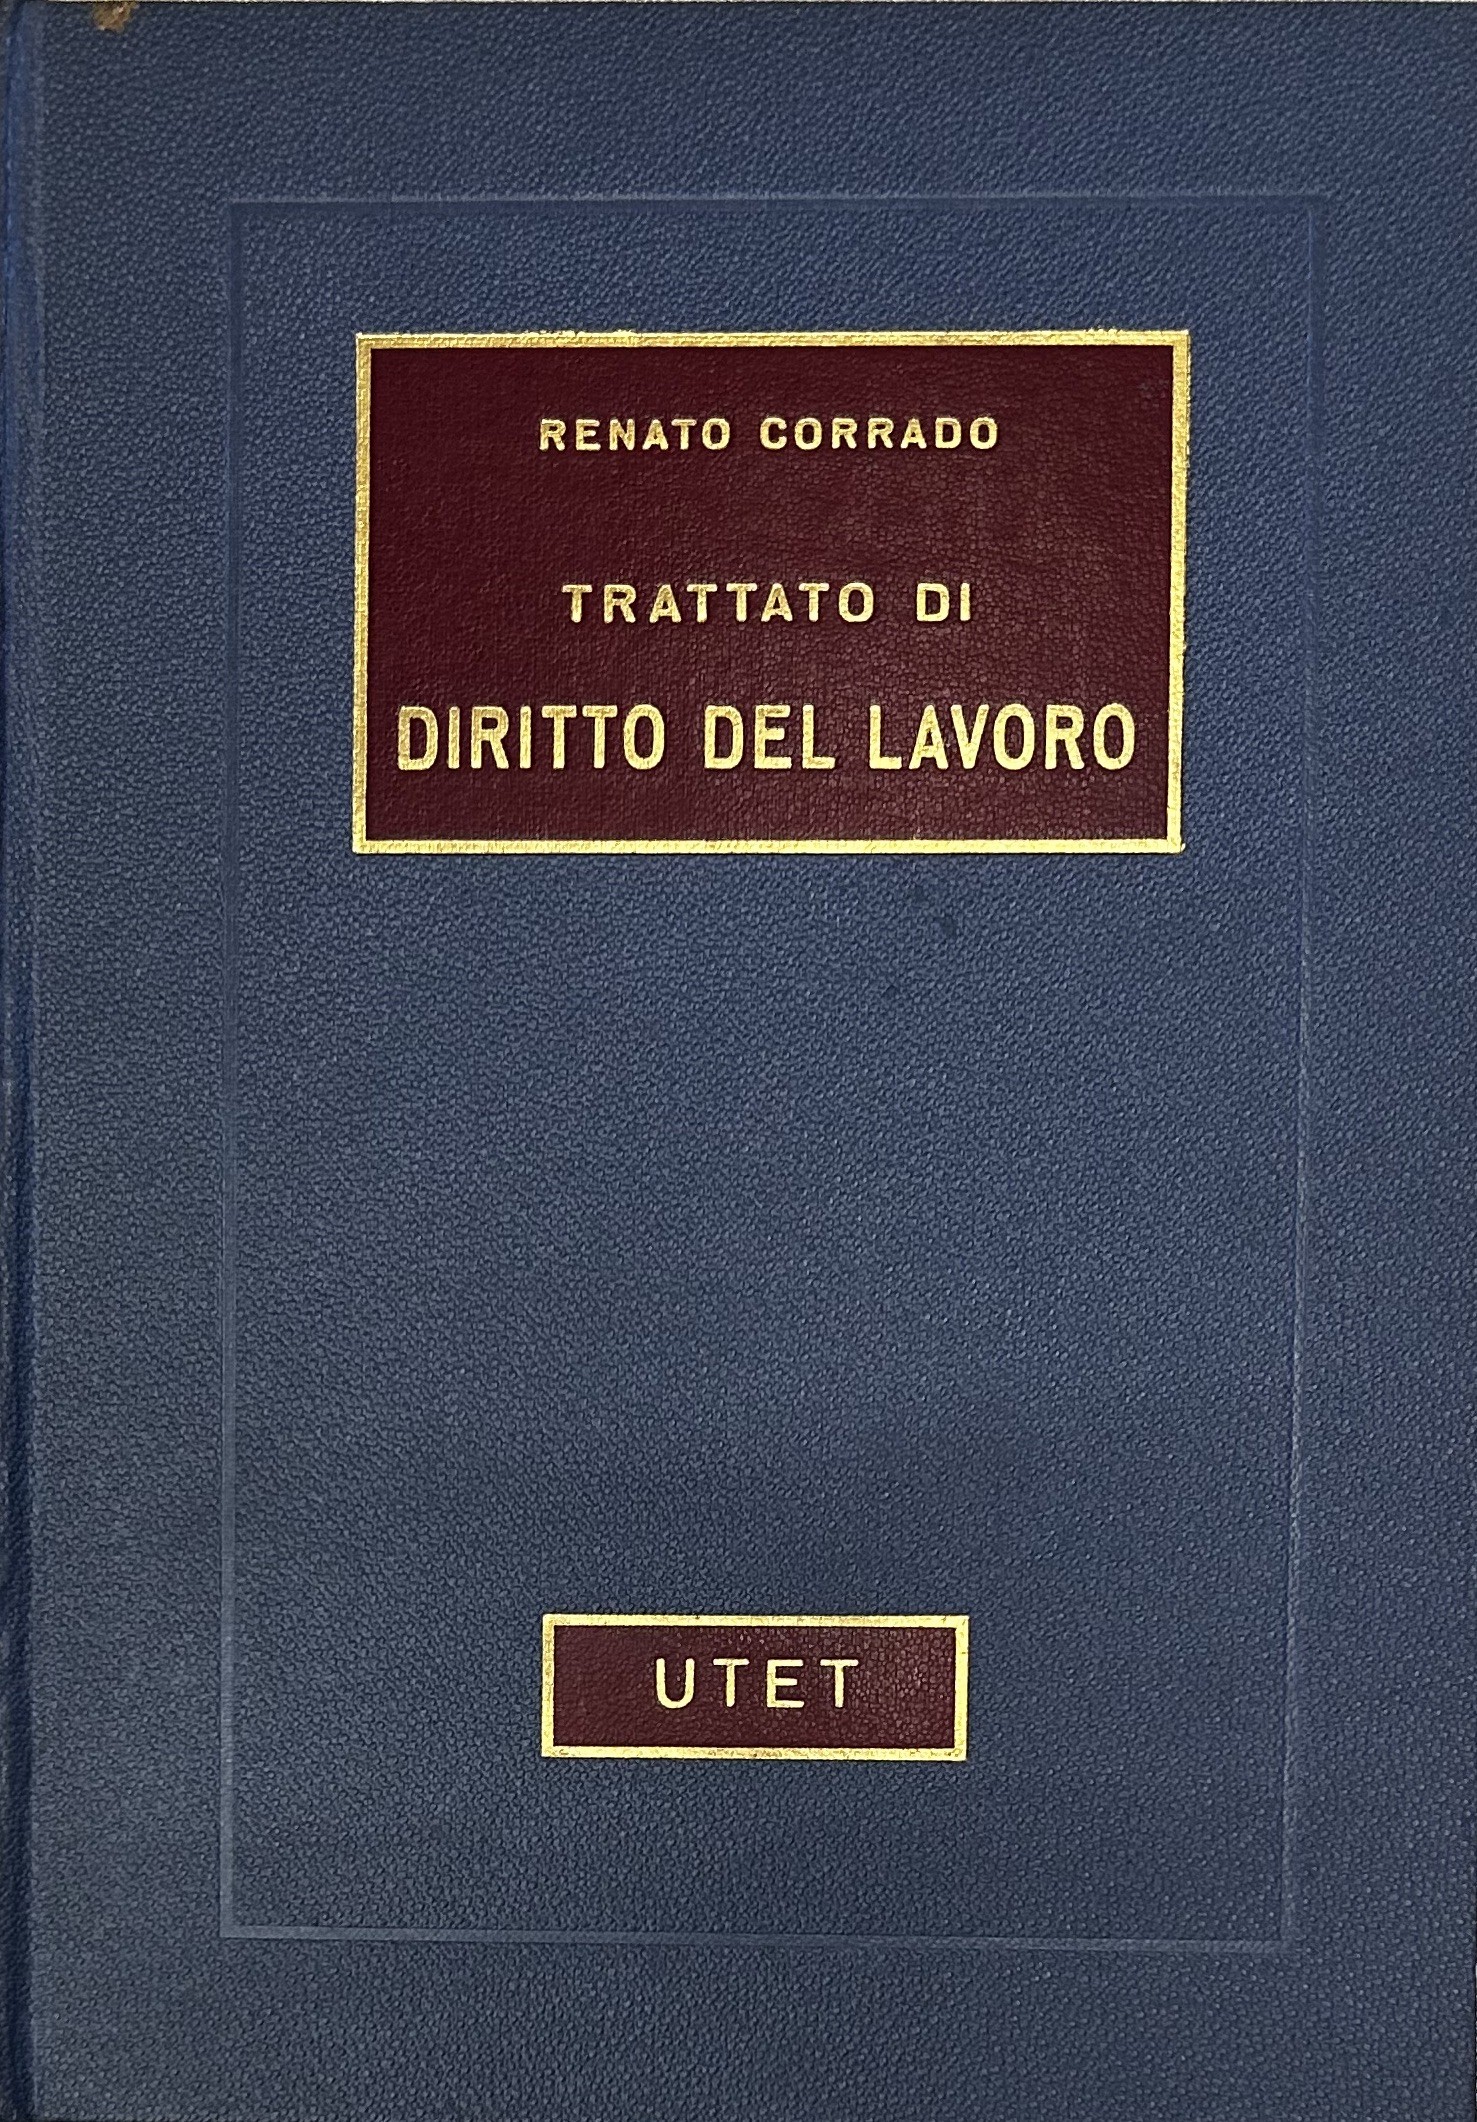 RENATO CORRADO
TRATTATO DI
DIRITTO DEL LAVORO
UTET